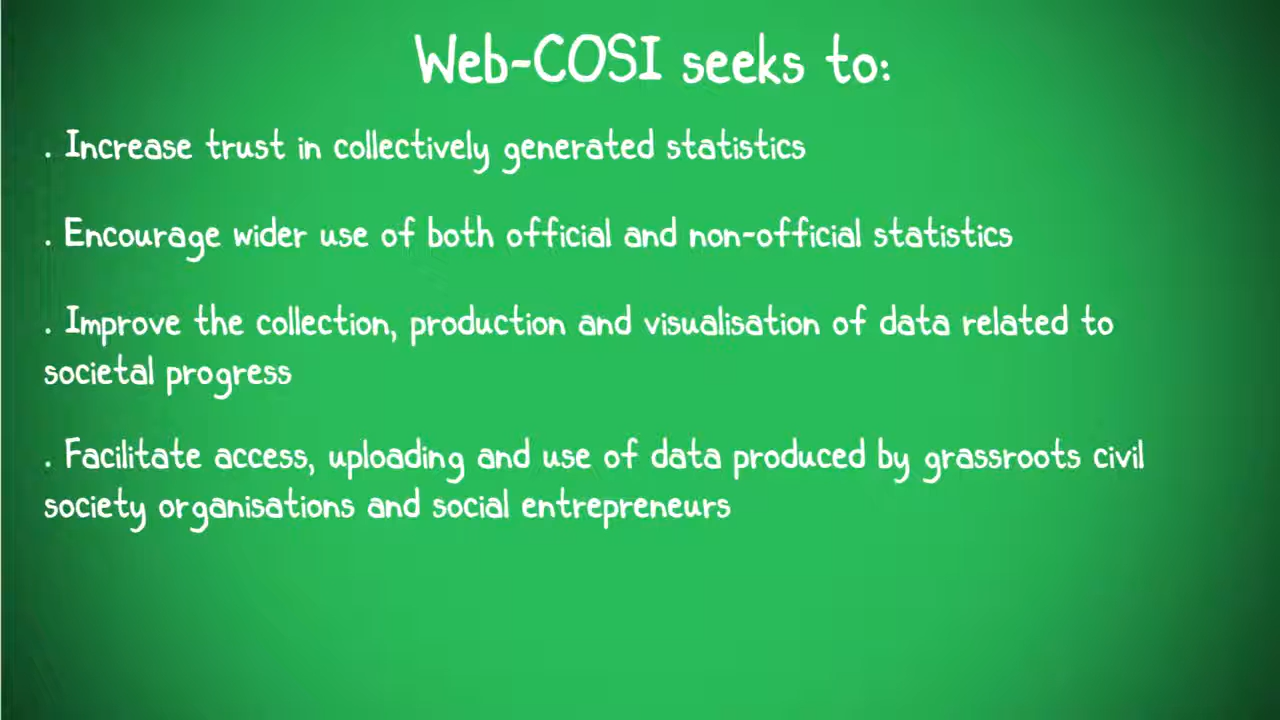 Web-COSI seeks to:
. Increase trust in collectively generated statistics
. Encourage wider use of both official and non-official statistics
. Improve the collection, production and visualisation of data related to
societal progress
. Facilitate access, uploading and use of data produced by grassroots civil
society organisations and social entrepreneurs